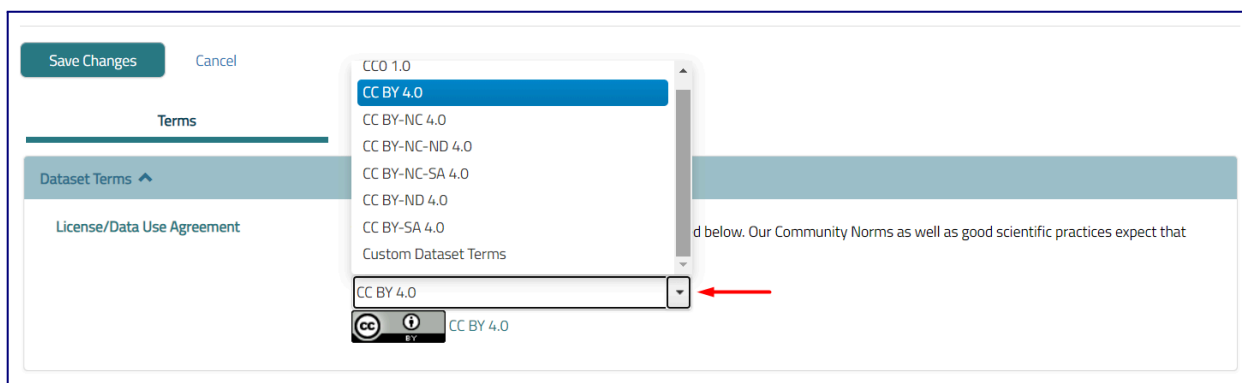 Save Changes Cancel
CC0 1.0
CC BY 4.0
Terms
CC BY-NC 4.0
CC BY-NC-ND 4.0
Dataset Terms
CC BY-NC-SA 4.0
CC BY-ND 4.0
License/Data Use Agreement
CC BY-SA 4.0
d below. Our Community Norms as well as good scientific practices expect that
Custom Dataset Terms
CC BY 4.0
cc BY CC BY 4.0